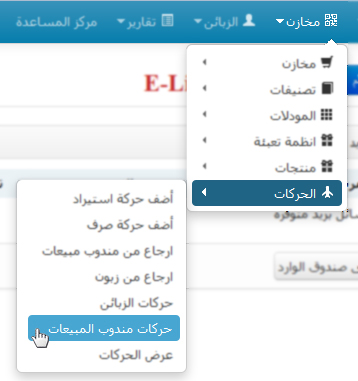 مخازن
الزبائن
تقارير
مركز المساعدة
E-Li
مخازن
تصنيفات
المودلات
انظمة تعبئة
منتجات
الحركات
سائل بريد متوفرة
صندوق الوارد
أضف حركة استيراد
أضف حركة صرف
ارجاع من مندوب مبيعات
ارجاع من زبون
حركات الزبائن
حركات مندوب المبيعات
عرض الحركات